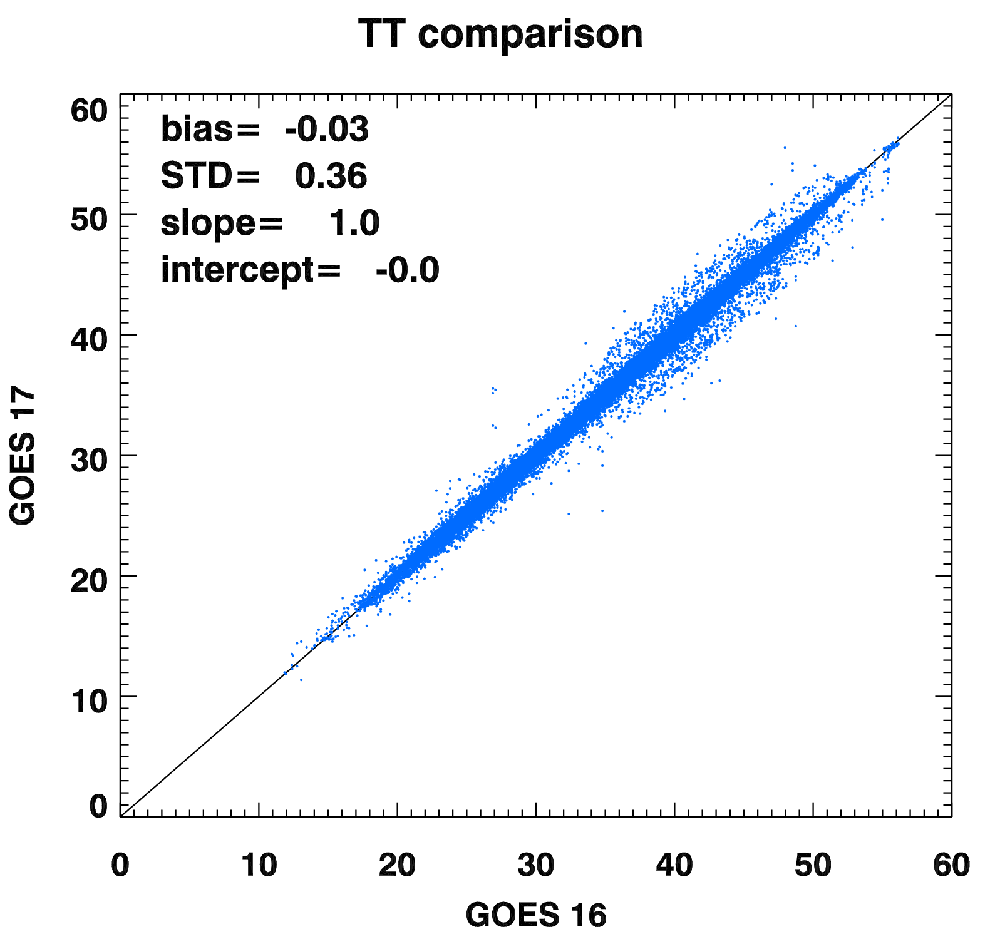 TT comparison
bias= -0.03
STD= 0.36
slope= 1.0
intercept= -0.0
60
50
40
30
20
10
0
GOES 17
0 10 20 30 40 50 60
GOES 16